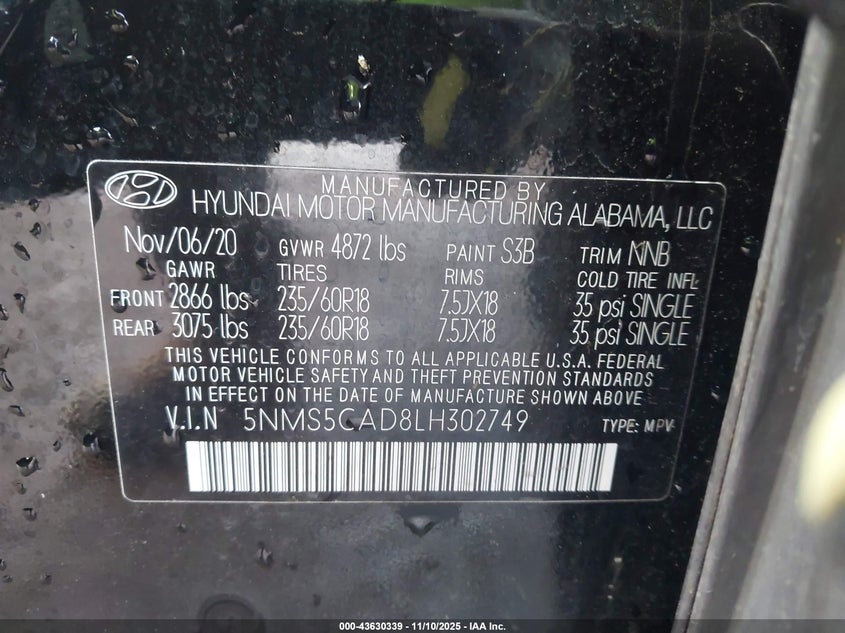 MANUFACTURED BY
HYUNDAI MOTOR MANUFACTURING ALABAMA, LLC
Nov/06/20 GVWR 4872 lbs PAINT S3B TRIM NNB
GAWR TIRES RIMS COLD TIRE INFL
FRONT 2866 lbs 235/60R18 7.5JX18 35 psi SINGLE
REAR 3075 lbs 235/60R18 7.5JX18 35 psi SINGLE
THIS VEHICLE CONFORMS TO ALL APPLICABLE U.S.A. FEDERAL
MOTOR VEHICLE SAFETY AND THEFT PREVENTION STANDARDS
IN EFFECT ON THE DATE OF MANUFACTURE SHOWN ABOVE
V.I.N 5NMS5CAD8LH302749 TYPE: MPV
000-43630339 - 11/10/2025 - IAA Inc.